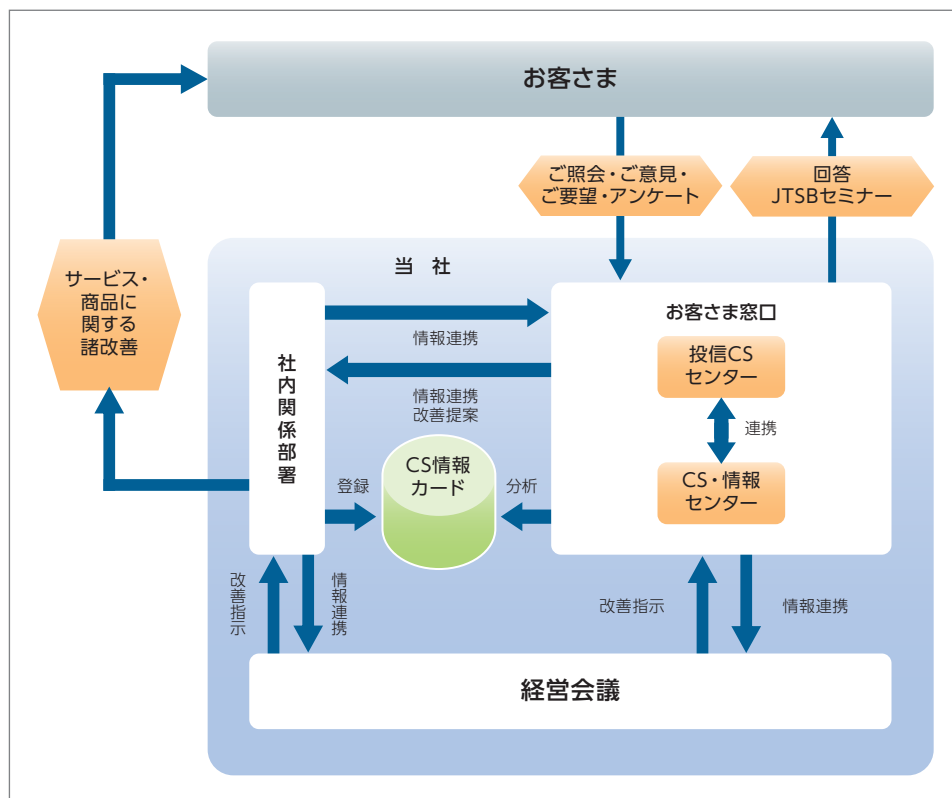 お客さま
ご照会・ご意見・
ご要望・アンケート
回答
JTSBセミナー
サービス・
商品に
関する
諸改善
当　社
社内関係部署
情報連携
情報連携
改善提案
お客さま窓口
投信CS
センター
連携
CS・情報
センター
CS情報
カード
登録
分析
改善指示
情報連携
改善指示
情報連携
経営会議